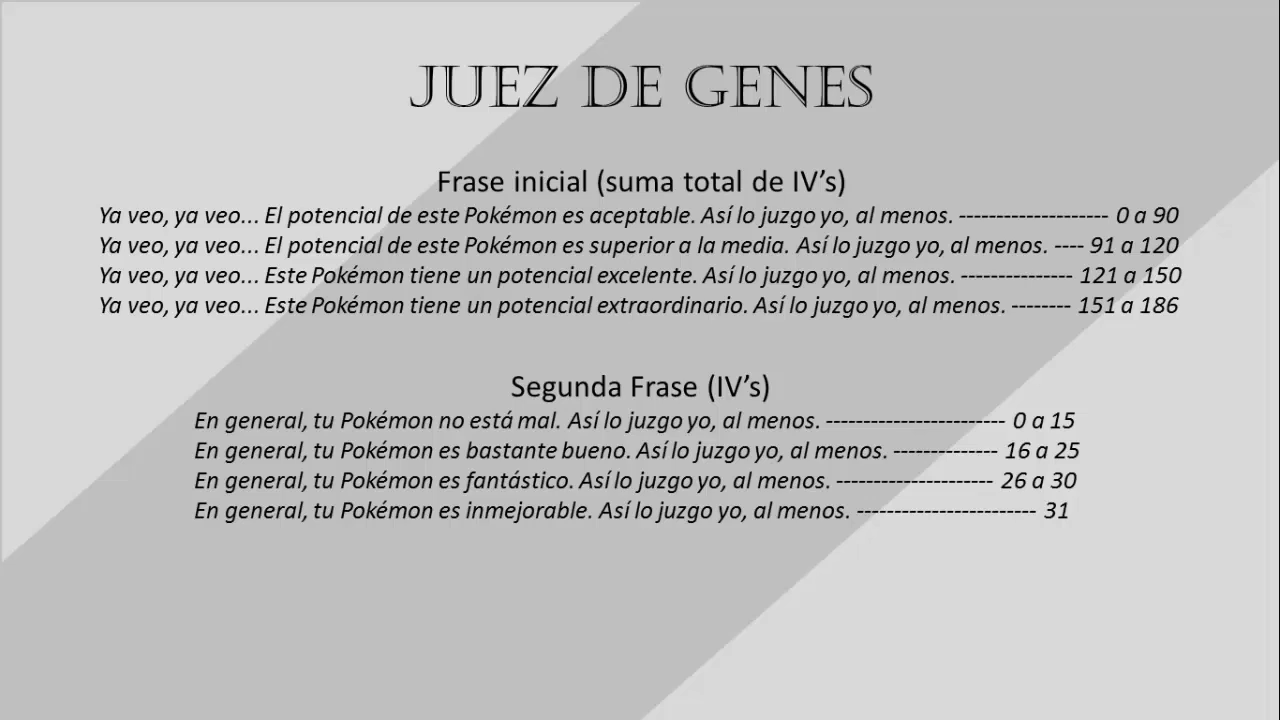 JUEZ DE GENES
Frase inicial (suma total de IV’s)
Ya veo, ya veo... El potencial de este Pokémon es aceptable. Así lo juzgo yo, al menos. -------------------- 0 a 90
Ya veo, ya veo... El potencial de este Pokémon es superior a la media. Así lo juzgo yo, al menos. ---- 91 a 120
Ya veo, ya veo... Este Pokémon tiene un potencial excelente. Así lo juzgo yo, al menos. --------------- 121 a 150
Ya veo, ya veo... Este Pokémon tiene un potencial extraordinario. Así lo juzgo yo, al menos. -------- 151 a 186
Segunda Frase (IV’s)
En general, tu Pokémon no está mal. Así lo juzgo yo, al menos. ------------------------ 0 a 15
En general, tu Pokémon es bastante bueno. Así lo juzgo yo, al menos. -------------- 16 a 25
En general, tu Pokémon es fantástico. Así lo juzgo yo, al menos. --------------------- 26 a 30
En general, tu Pokémon es inmejorable. Así lo juzgo yo, al menos. ------------------------ 31